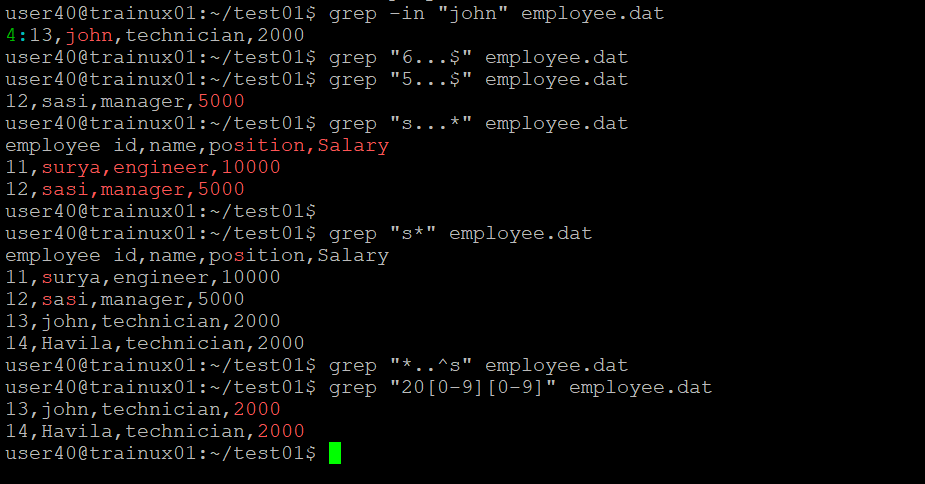 user40@trainux01:~/test01$ grep -in "john" employee.dat
4:13,john,technician,2000
user40@trainux01:~/test01$ grep "6...$" employee.dat
user40@trainux01:~/test01$ grep "5...$" employee.dat
12,sasi,manager,5000
user40@trainux01:~/test01$ grep "s...*" employee.dat
employee id,name,position,Salary
11,surya,engineer,10000
12,sasi,manager,5000
user40@trainux01:~/test01$
user40@trainux01:~/test01$ grep "s*" employee.dat
employee id,name,position,Salary
11,surya,engineer,10000
12,sasi,manager,5000
13,john,technician,2000
14,Havila,technician,2000
user40@trainux01:~/test01$ grep "*..^s" employee.dat
user40@trainux01:~/test01$ grep "20[0-9][0-9]" employee.dat
13,john,technician,2000
14,Havila,technician,2000
user40@trainux01:~/test01$